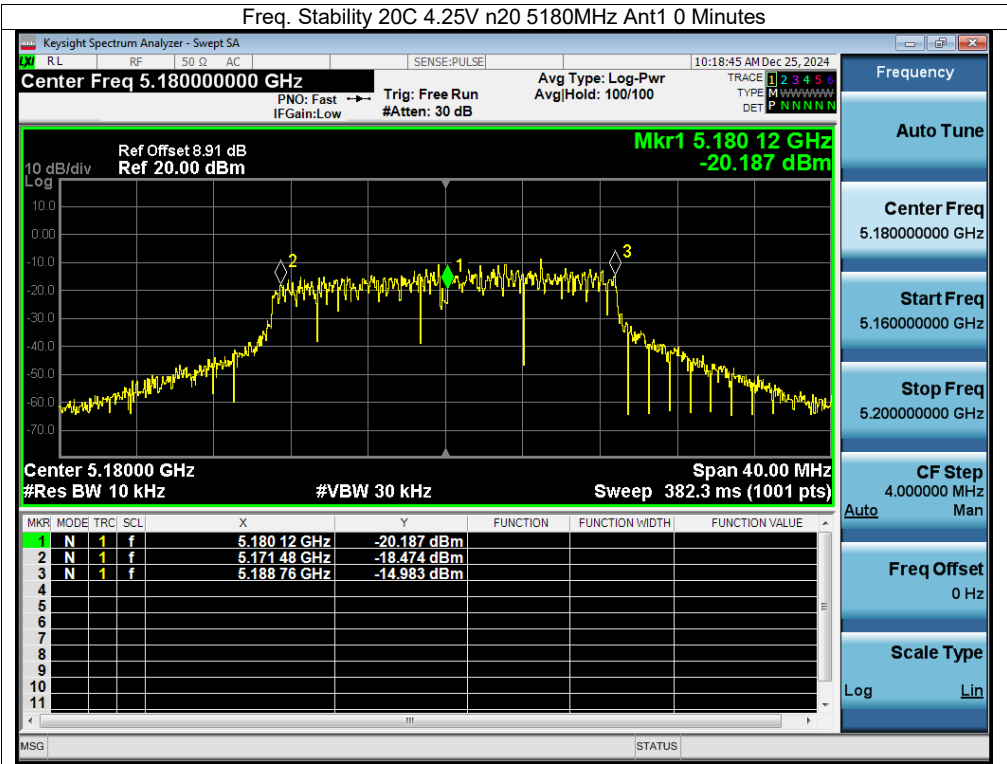 Freq. Stability 20C 4.25V n20 5180MHz Ant1 0 Minutes
Keysight Spectrum Analyzer - Swept SA
LXI RL RF 50 Ω AC SENSE:PULSE 10:18:45 AM Dec 25, 2024
Center Freq 5.180000000 GHz Avg Type: Log-Pwr TRACE 1 2 3 4 5 6
PNO: Fast Trig: Free Run Avg|Hold: 100/100 TYPE M WWWWW
IFGain:Low #Atten: 30 dB DET P N N N N N
Mkr1 5.180 12 GHz
-20.187 dBm
Ref Offset 8.91 dB
10 dB/div Ref 20.00 dBm
Log
10.0
0.00
-10.0
-20.0
-30.0
-40.0
-50.0
-60.0
-70.0
2
1
3
Center 5.18000 GHz Span 40.00 MHz
#Res BW 10 kHz #VBW 30 kHz Sweep 382.3 ms (1001 pts)
MKR MODE TRC SCL X Y FUNCTION FUNCTION WIDTH FUNCTION VALUE
1 N 1 f 5.180 12 GHz -20.187 dBm
2 N 1 f 5.171 48 GHz -18.474 dBm
3 N 1 f 5.188 76 GHz -14.983 dBm
4
5
6
7
8
9
10
11
MSG STATUS
Frequency
Auto Tune
Center Freq
5.180000000 GHz
Start Freq
5.160000000 GHz
Stop Freq
5.200000000 GHz
CF Step
4.000000 MHz
Auto Man
Freq Offset
0 Hz
Scale Type
Log Lin